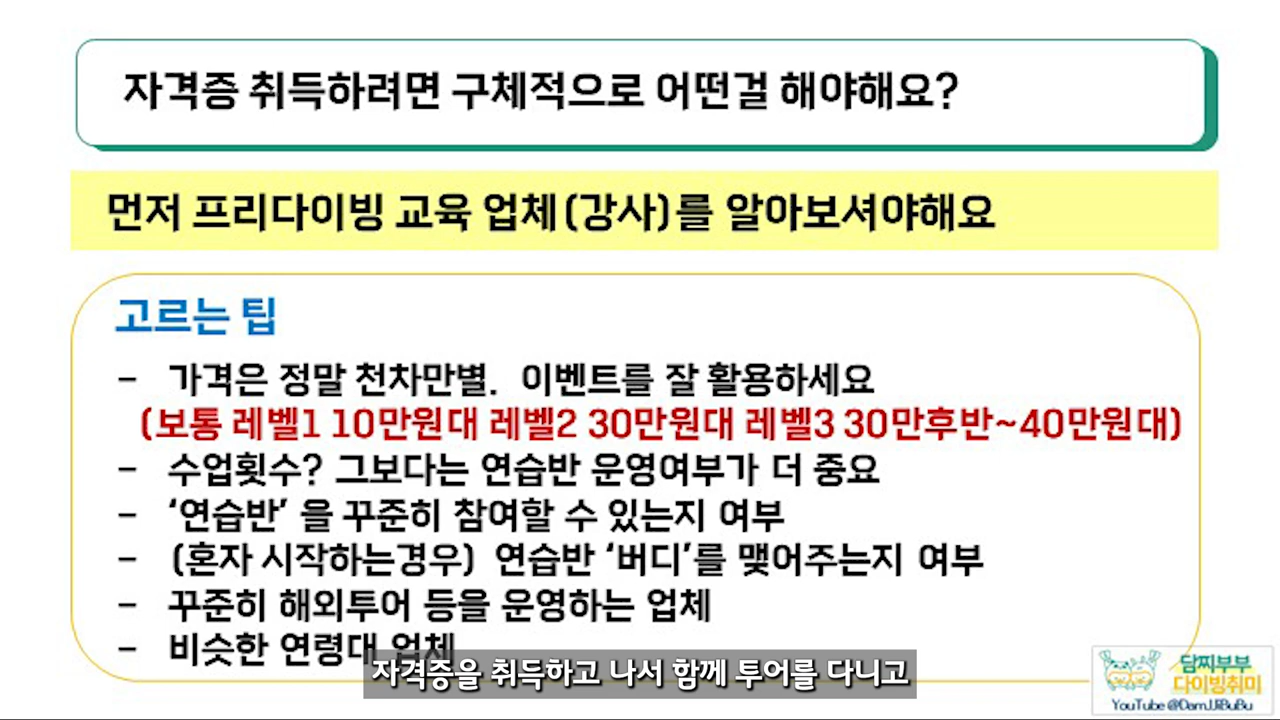 자격증 취득하려면 구체적으로 어떤걸 해야해요?
먼저 프리다이빙 교육 업체(강사)를 알아보셔야해요
고르는 팁
- 가격은 정말 천차만별. 이벤트를 잘 활용하세요
(보통 레벨1 10만원대 레벨2 30만원대 레벨3 30만후반~40만원대)
- 수업횟수? 그보다는 연습반 운영여부가 더 중요
- ‘연습반’ 을 꾸준히 참여할 수 있는지 여부
- (혼자 시작하는경우) 연습반 ‘버디’를 맺어주는지 여부
- 꾸준히 해외투어 등을 운영하는 업체
- 비슷한 연령대 업체
자격증을 취득하고 나서 함께 투어를 다니고
담찌부부
다이빙취미
YouTube @DamJJiBuBu